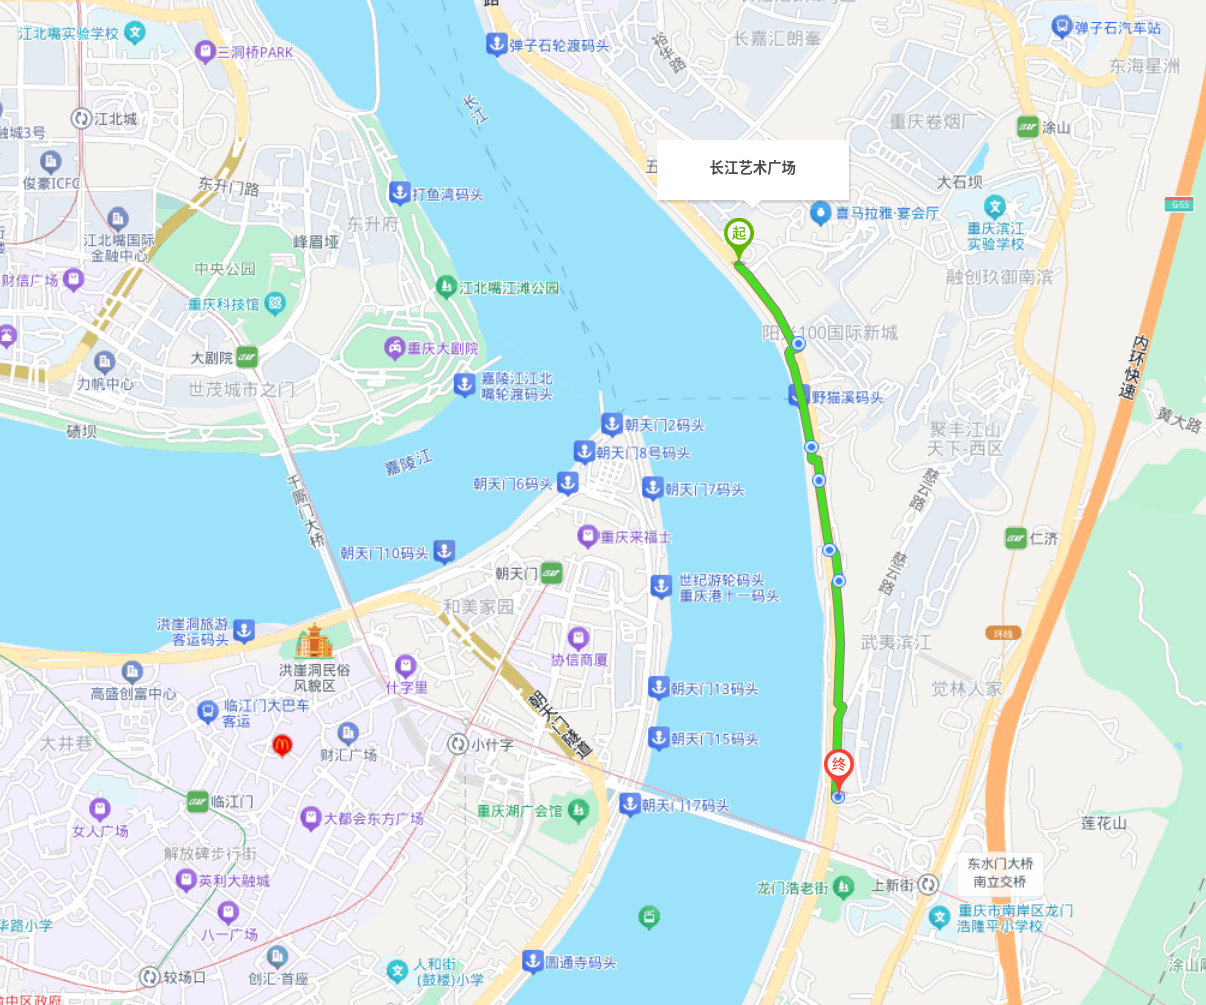 江北嘴实验学校
三洞桥PARK
弹子石轮渡码头
裕华路
长嘉汇朗峯
弹子石汽车站
东海星洲
江北城
融城3号
长江
重庆卷烟厂
涂山
俊豪ICFC
东升门路
打鱼湾码头
长江艺术广场
大石坝
G65
东升府
峰眉垭
起
喜马拉雅·宴会厅
重庆滨江
实验学校
江北嘴国际
金融中心
中央公园
财信广场
江北嘴江滩公园
融创玖御南滨
重庆科技馆
阳光100国际新城
内环快速
大剧院
重庆大剧院
力帆中心
世茂城市之门
嘉陵江江北
嘴轮渡码头
野猫溪码头
黄大路
碛坝
朝天门2码头
聚丰江山
天下-西区
嘉陵江
朝天门8号码头
朝天门6码头
朝天门7码头
慈云路
千厮门大桥
重庆来福士
仁济
朝天门10码头
朝天门
慈云路
世纪游轮码头
重庆港十一码头
和美家园
洪崖洞旅游
客运码头
环线
武夷滨江
协信商厦
洪崖洞民俗
风貌区
什字里
高盛创富中心
朝天门13码头
觉林人家
临江门大巴车
客运
朝天门隧道
大井巷
财汇广场
小什字
朝天门15码头
终
临江门
重庆湖广会馆
朝天门17码头
女人广场
大都会东方广场
莲花山
解放碑步行街
东水门大桥
南立交桥
英利大融城
龙门浩老街
上新街
华路小学
八一广场
重庆市南岸区龙门
浩隆平小学校
较场口
创汇·首座
人和街
(鼓楼)小学
圆通寺码头
涂山
渝中区政府